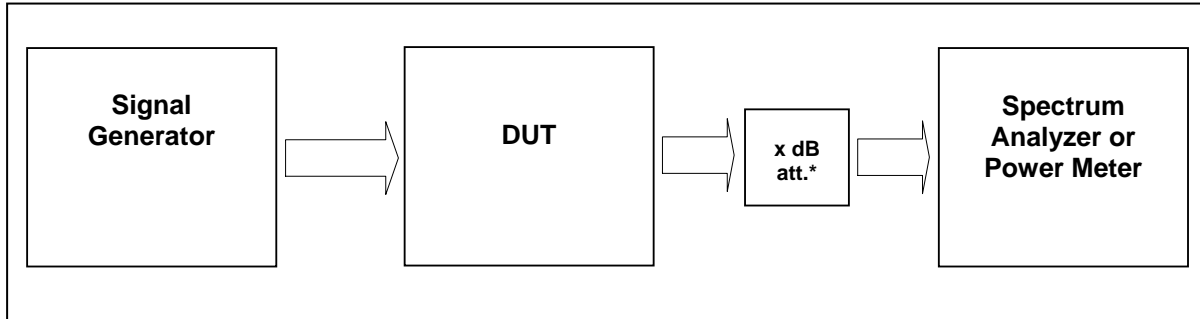 Signal
Generator
DUT
x dB
att.*
Spectrum
Analyzer or
Power Meter